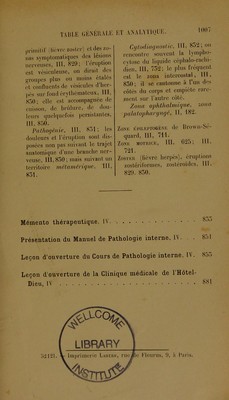 TABLE GÉNÉRALE ET ANALYTIQUE. 1007
primitif (fièvre zoster) et des zo-
nas symptomatiques des lésions
nerveuses, III, 829; l'éruption
est vésiculeuse, on dirait des
groupes plus ou moins étalés
et confluents de vésicules d'her-
pès sur fond érythémateux, III,
850; elle est accompagnée de
cuisson, de brûlure, de dou-
leurs quelquefois persistantes,
III, 850.
Pathogénie, III, 851; les
douleurs et l'éruption sont dis-
posées non pas suivant le trajet
anatomique d'une branche ner-
veuse, III, 850; mais suivant un
territoire métamérique, III,
851.
Cytodiagnostic, III, 852; on
rencontre souvent la lympho-
cytose du liquide céphalo-rachi-
dien, III, 752; le plus fréquent
est le zona intercostal, III,
850; il se cantonne à l'un des
côtés du corps et empiète rare-
ment sur l'autre côté.
Zona ophthalmique, zona
palatopharyngé, II, 182.
ZONE ÉPILEPTOGÈNE de Brown-Sé-
quard, III, 711.
ZONE MOTRICE, III, 625; III,
721.
ZOSTER (fièvre herpès), éruptions
zostériformes, zostéroïdes, III,
829, 850.
Mémento thérapeutique, IV 855
Présentation du Manuel de Pathologie interne, IV 851
Leçon d'ouverture du Cours de Pathologie interne, IV 855
Leçon d'ouverture de la Clinique médicale de l'Hôtel-
Dieu, IV 881
WELLCOME
LIBRARY
INSTITUTE
Imprimerie Lahure, rue de Fleurus, 9, à Paris.